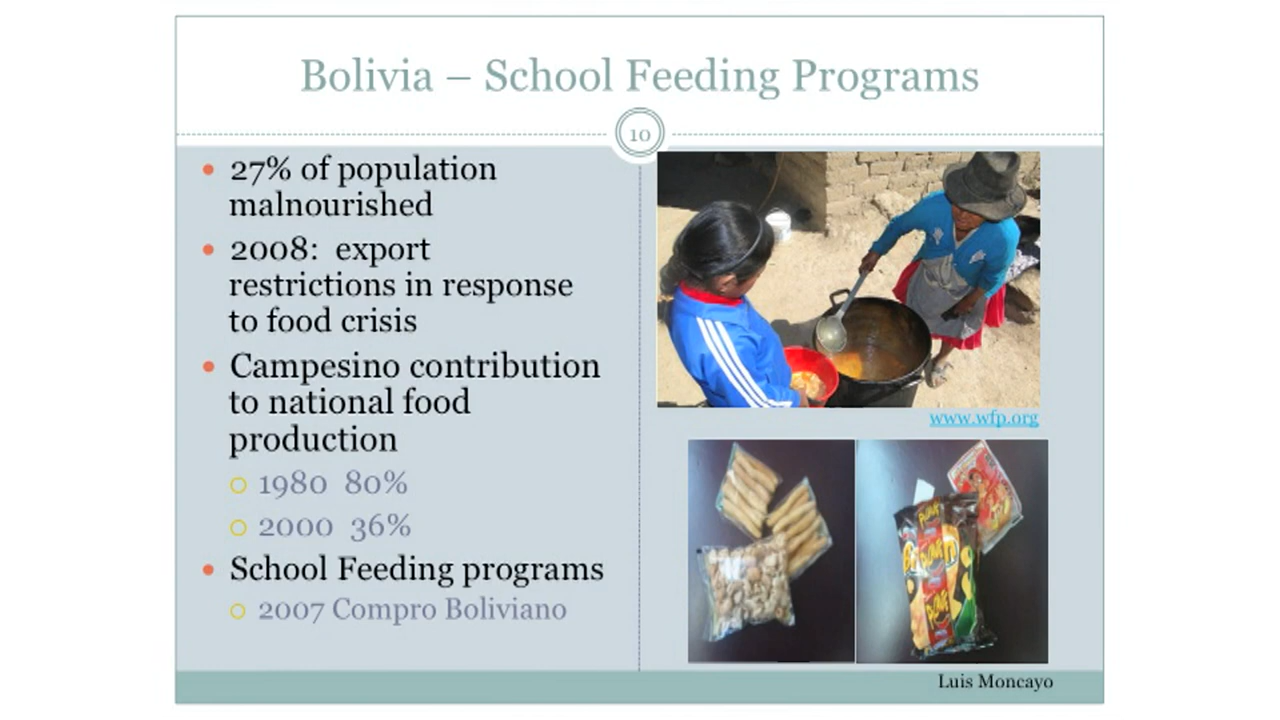 Bolivia – School Feeding Programs
10
27% of population
malnourished
2008: export
restrictions in response
to food crisis
Campesino contribution
to national food
production
1980 80%
2000 36%
School Feeding programs
2007 Compro Boliviano
www.wfp.org
Luis Moncayo